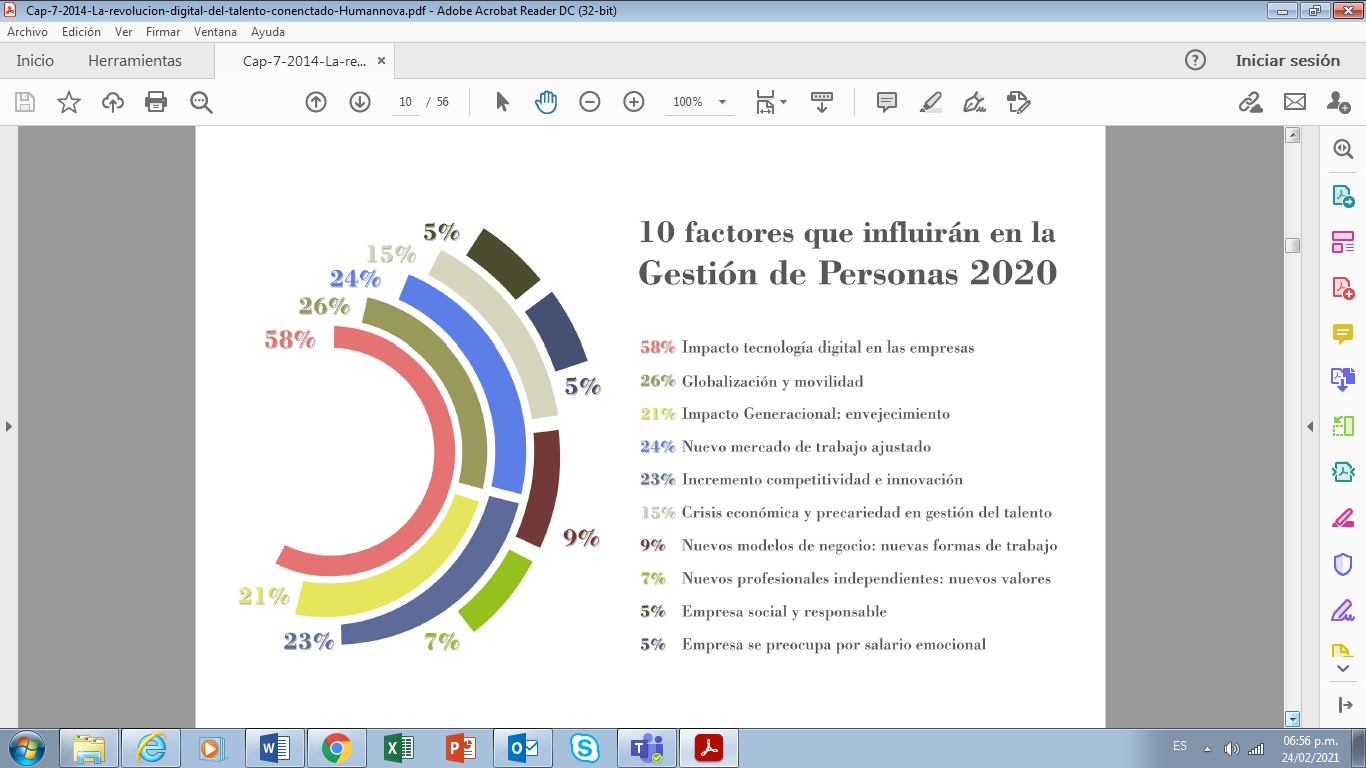 Cap-7-2014-La-revolucion-digital-del-talento-conenctado-Humannova.pdf - Adobe Acrobat Reader DC (32-bit)
Archivo Edición Ver Firmar Ventana Ayuda
Inicio Herramientas Cap-7-2014-La-re... × Iniciar sesión
10 / 56 100%
10 factores que influirán en la
Gestión de Personas 2020
5%
15%
24%
26%
58%
5%
9%
21%
23%
7%
58% Impacto tecnología digital en las empresas
26% Globalización y movilidad
21% Impacto Generacional: envejecimiento
24% Nuevo mercado de trabajo ajustado
23% Incremento competitividad e innovación
15% Crisis económica y precariedad en gestión del talento
9% Nuevos modelos de negocio: nuevas formas de trabajo
7% Nuevos profesionales independientes: nuevos valores
5% Empresa social y responsable
5% Empresa se preocupa por salario emocional
ES
06:56 p.m.
24/02/2021